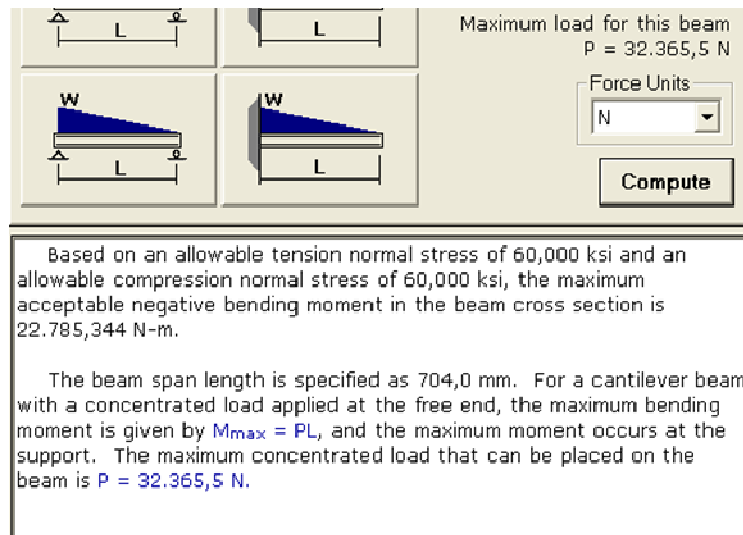 L
L
Maximum load for this beam
P = 32.365,5 N
W
L
W
L
Force Units
N
Compute
Based on an allowable tension normal stress of 60,000 ksi and an
allowable compression normal stress of 60,000 ksi, the maximum
acceptable negative bending moment in the beam cross section is
22.785,344 N-m.
The beam span length is specified as 704,0 mm. For a cantilever beam
with a concentrated load applied at the free end, the maximum bending
moment is given by Mmax = PL, and the maximum moment occurs at the
support. The maximum concentrated load that can be placed on the
beam is P = 32.365,5 N.